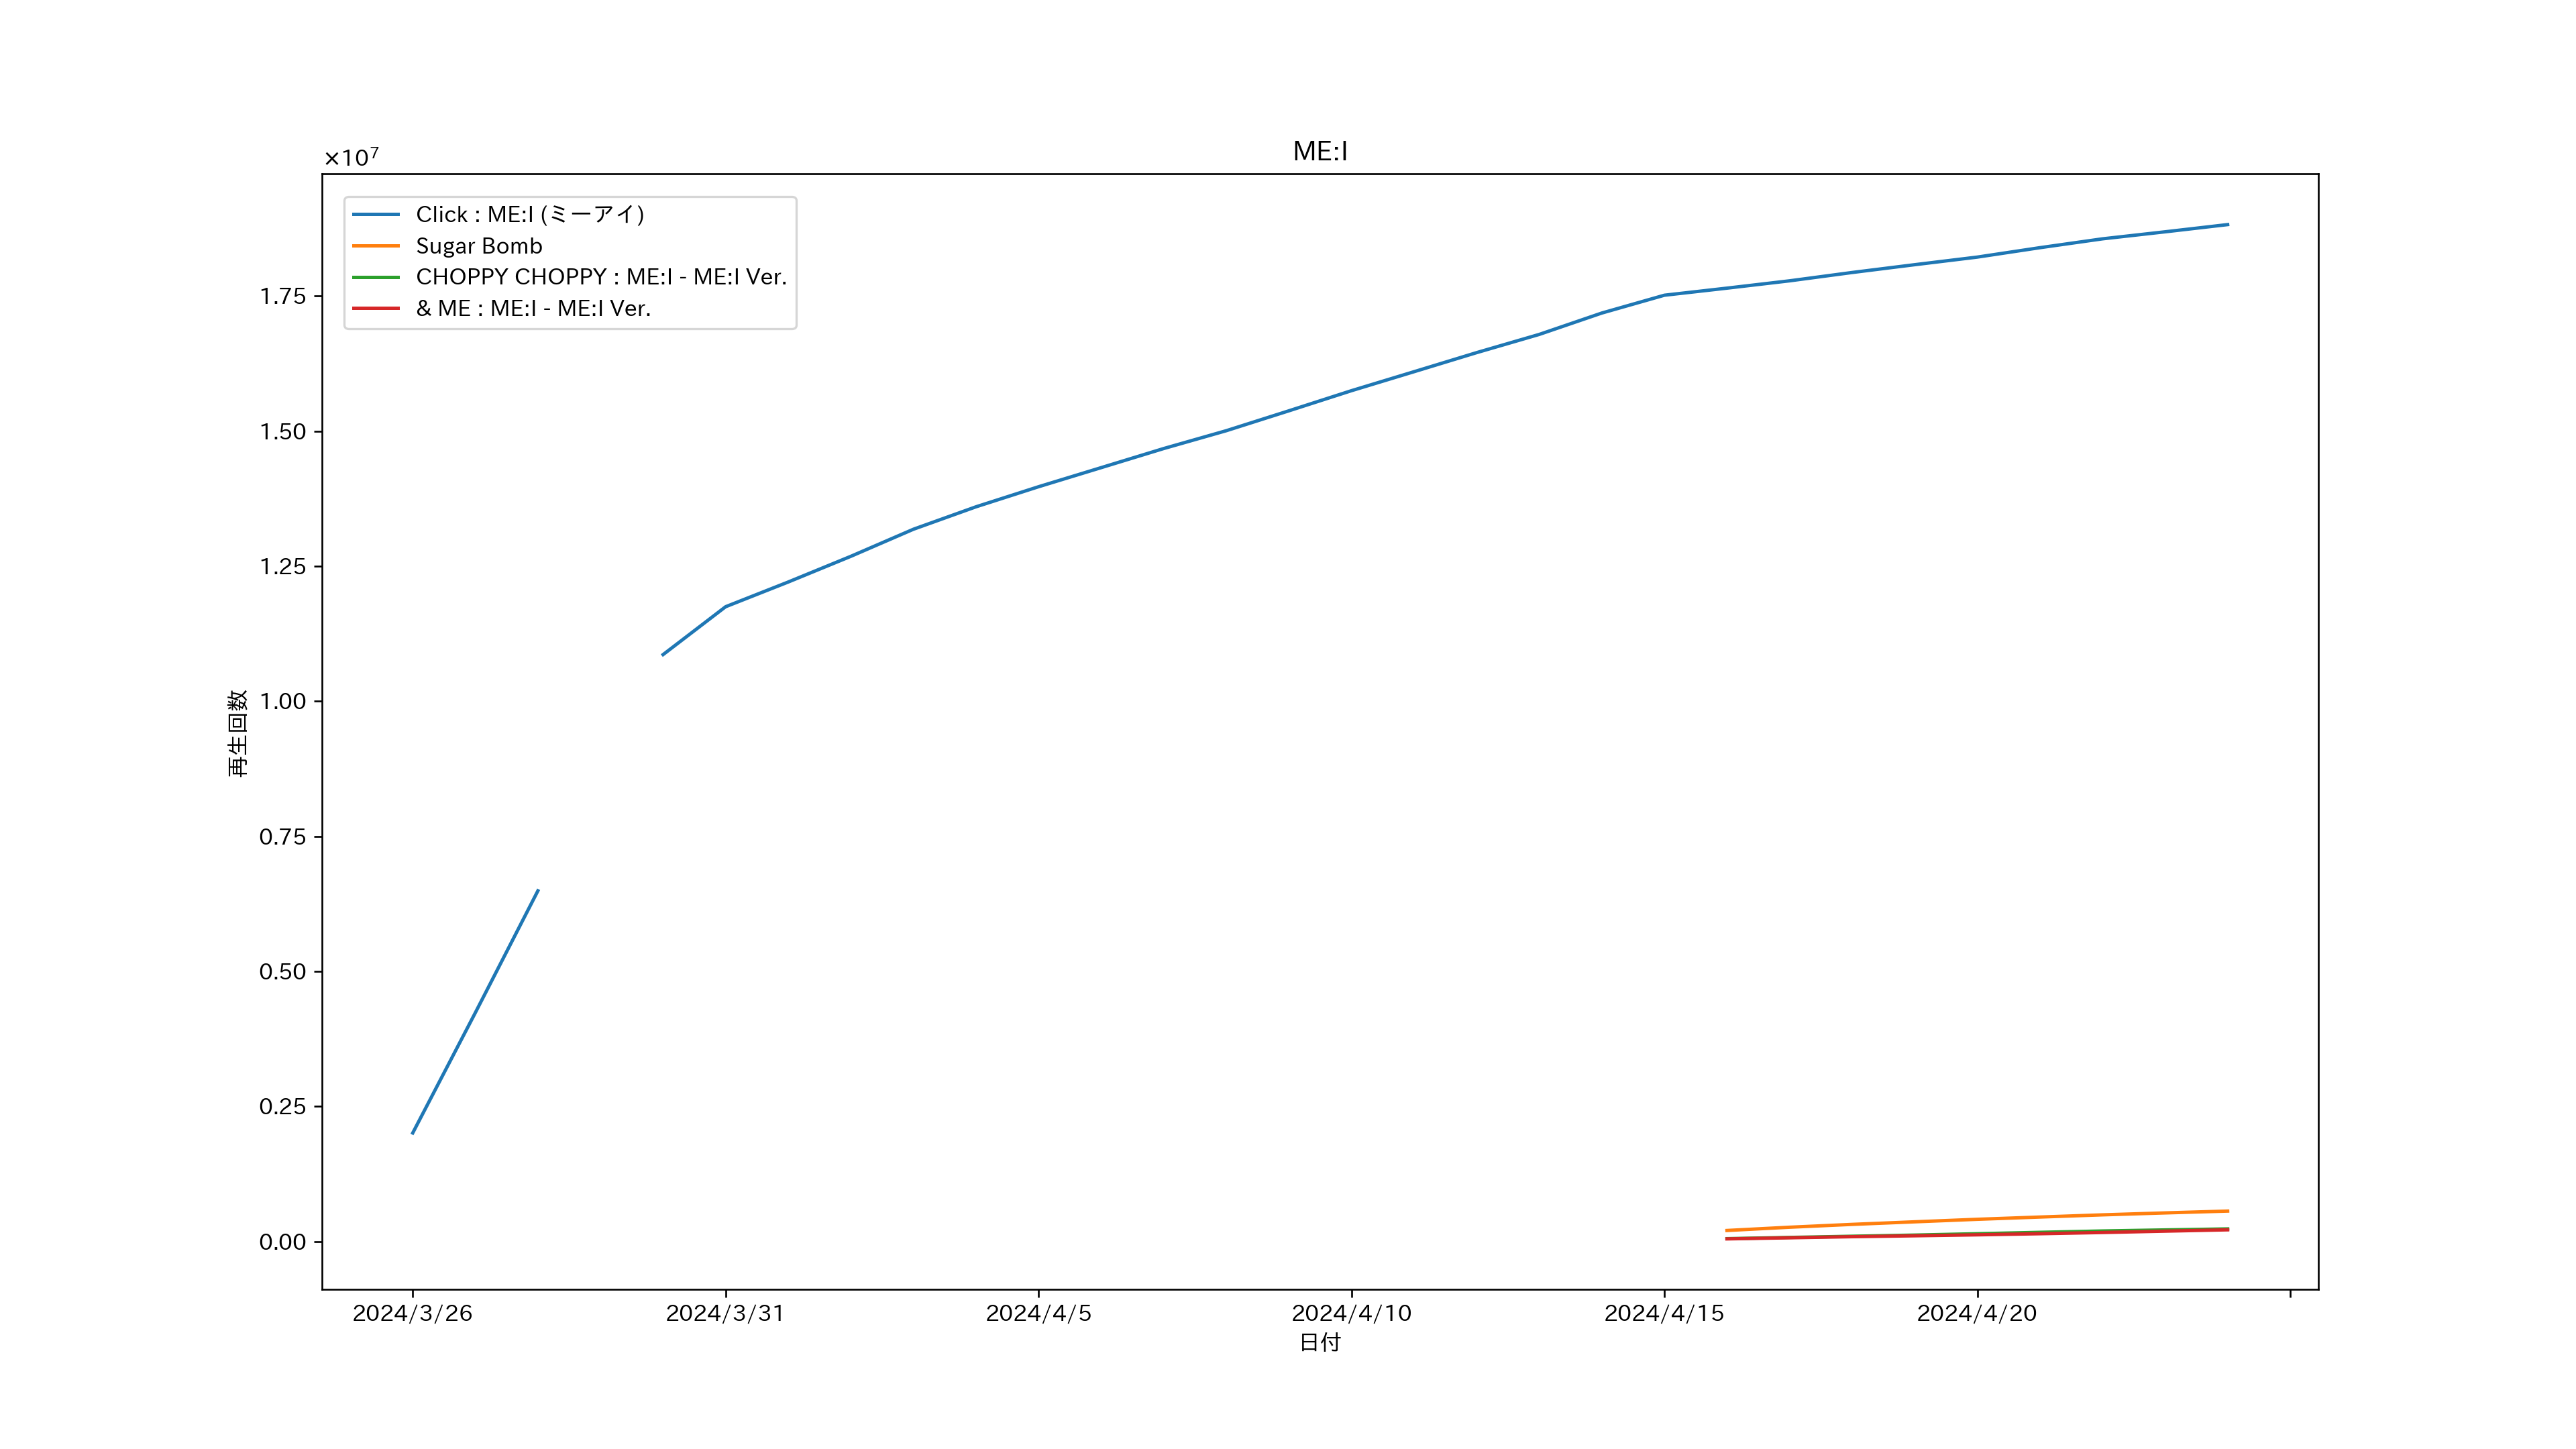 ME:I
×10⁷
Click : ME:I (ミーアイ)
Sugar Bomb
CHOPPY CHOPPY : ME:I - ME:I Ver.
& ME : ME:I - ME:I Ver.
1.75
1.50
1.25
1.00
0.75
0.50
0.25
0.00
再生回数
2024/3/26 2024/3/31 2024/4/5 2024/4/10 2024/4/15 2024/4/20
日付